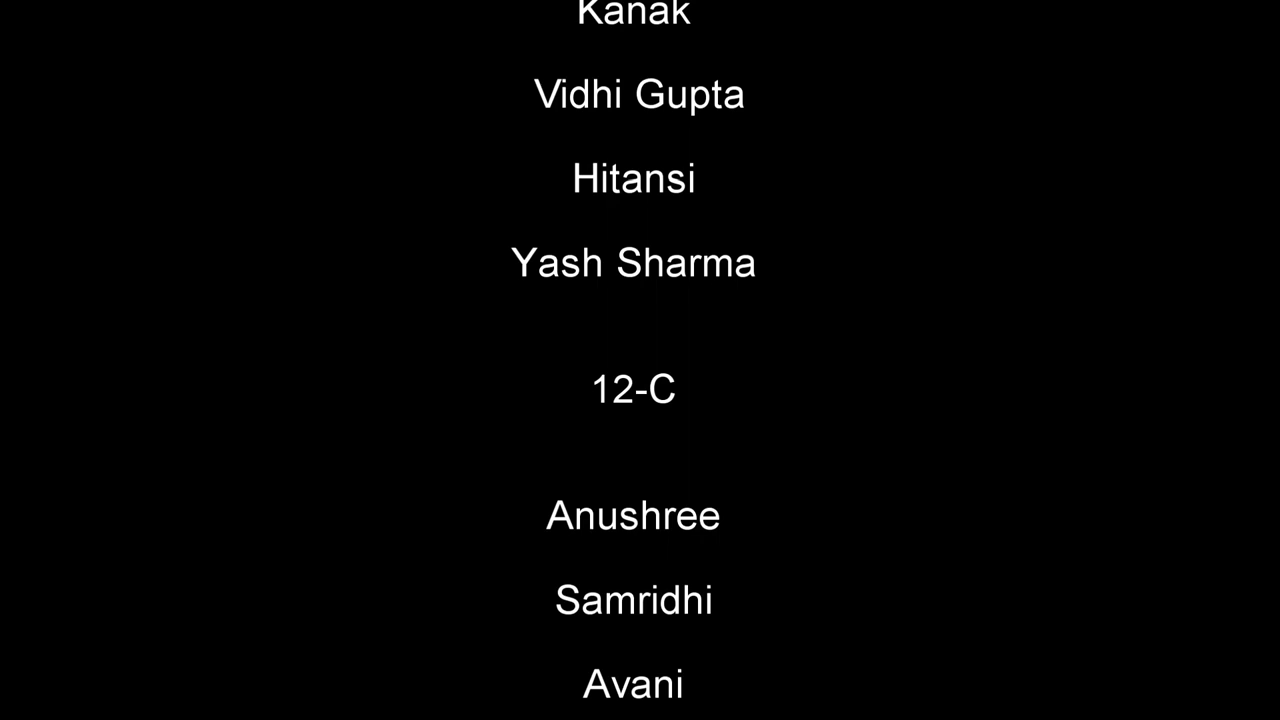 Kanak
Vidhi Gupta
Hitansi
Yash Sharma
12-C
Anushree
Samridhi
Avani